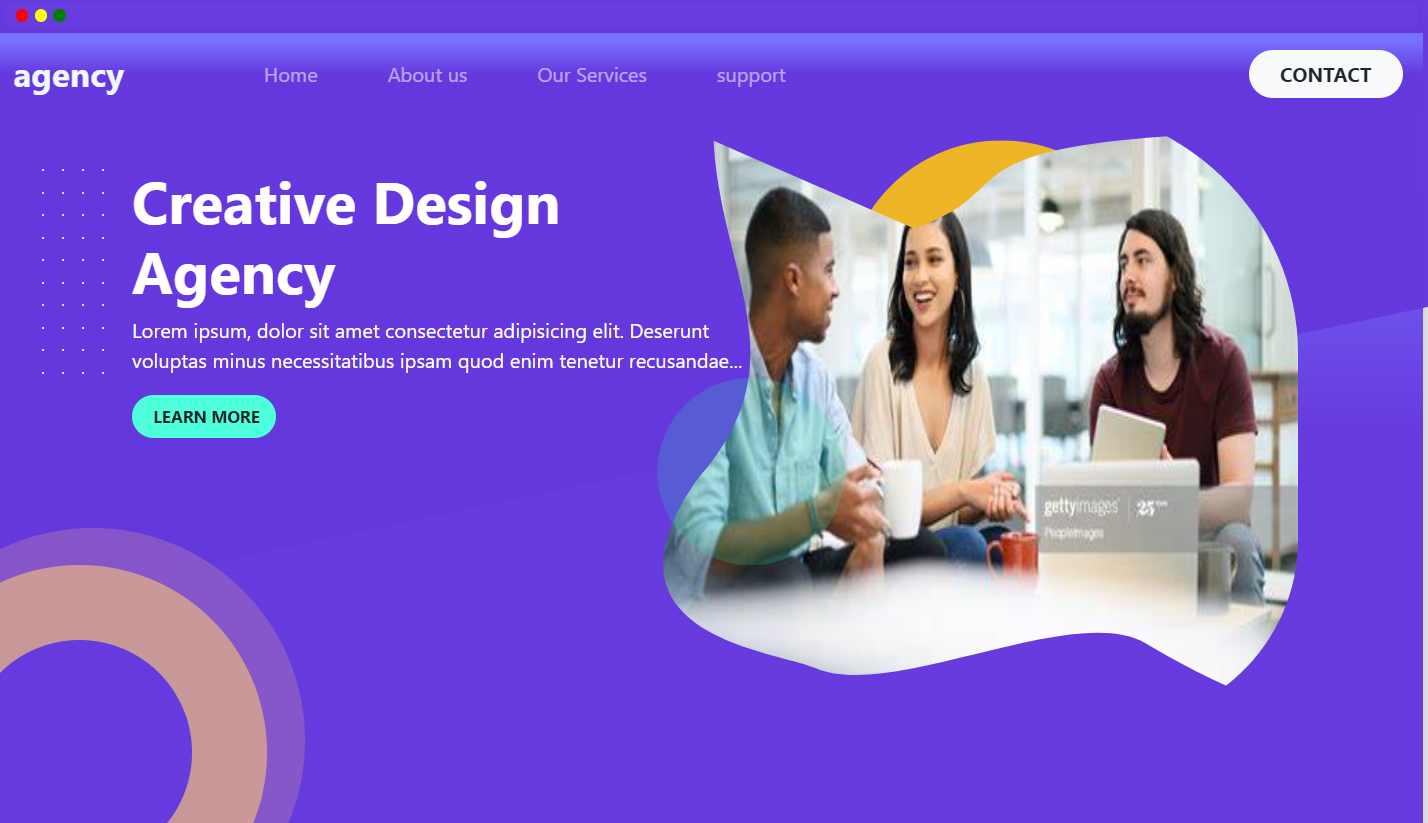 agency
Home
About us
Our Services
support
CONTACT
Creative Design
Agency
Lorem ipsum, dolor sit amet consectetur adipisicing elit. Deserunt
voluptas minus necessitatibus ipsam quod enim tenetur recusandae...
LEARN MORE
gettyimages
25
PeopleImages